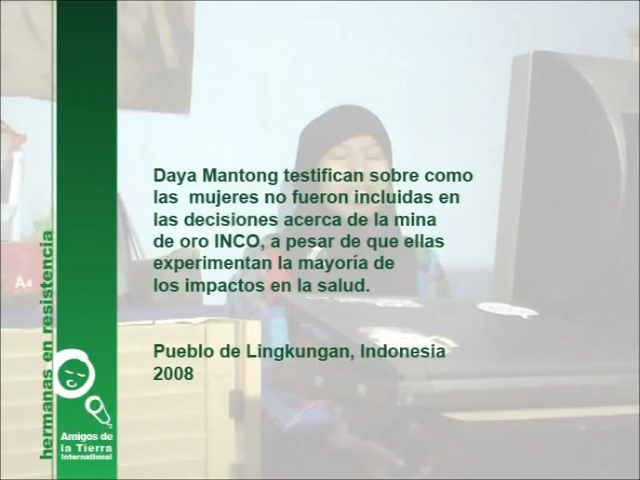 Daya Mantong testifican sobre como
las mujeres no fueron incluidas en
las decisiones acerca de la mina
de oro INCO, a pesar de que ellas
experimentan la mayoría de
los impactos en la salud.
Pueblo de Lingkungan, Indonesia
2008
hermanas en resistencia
Amigos de
la Tierra
International
A4